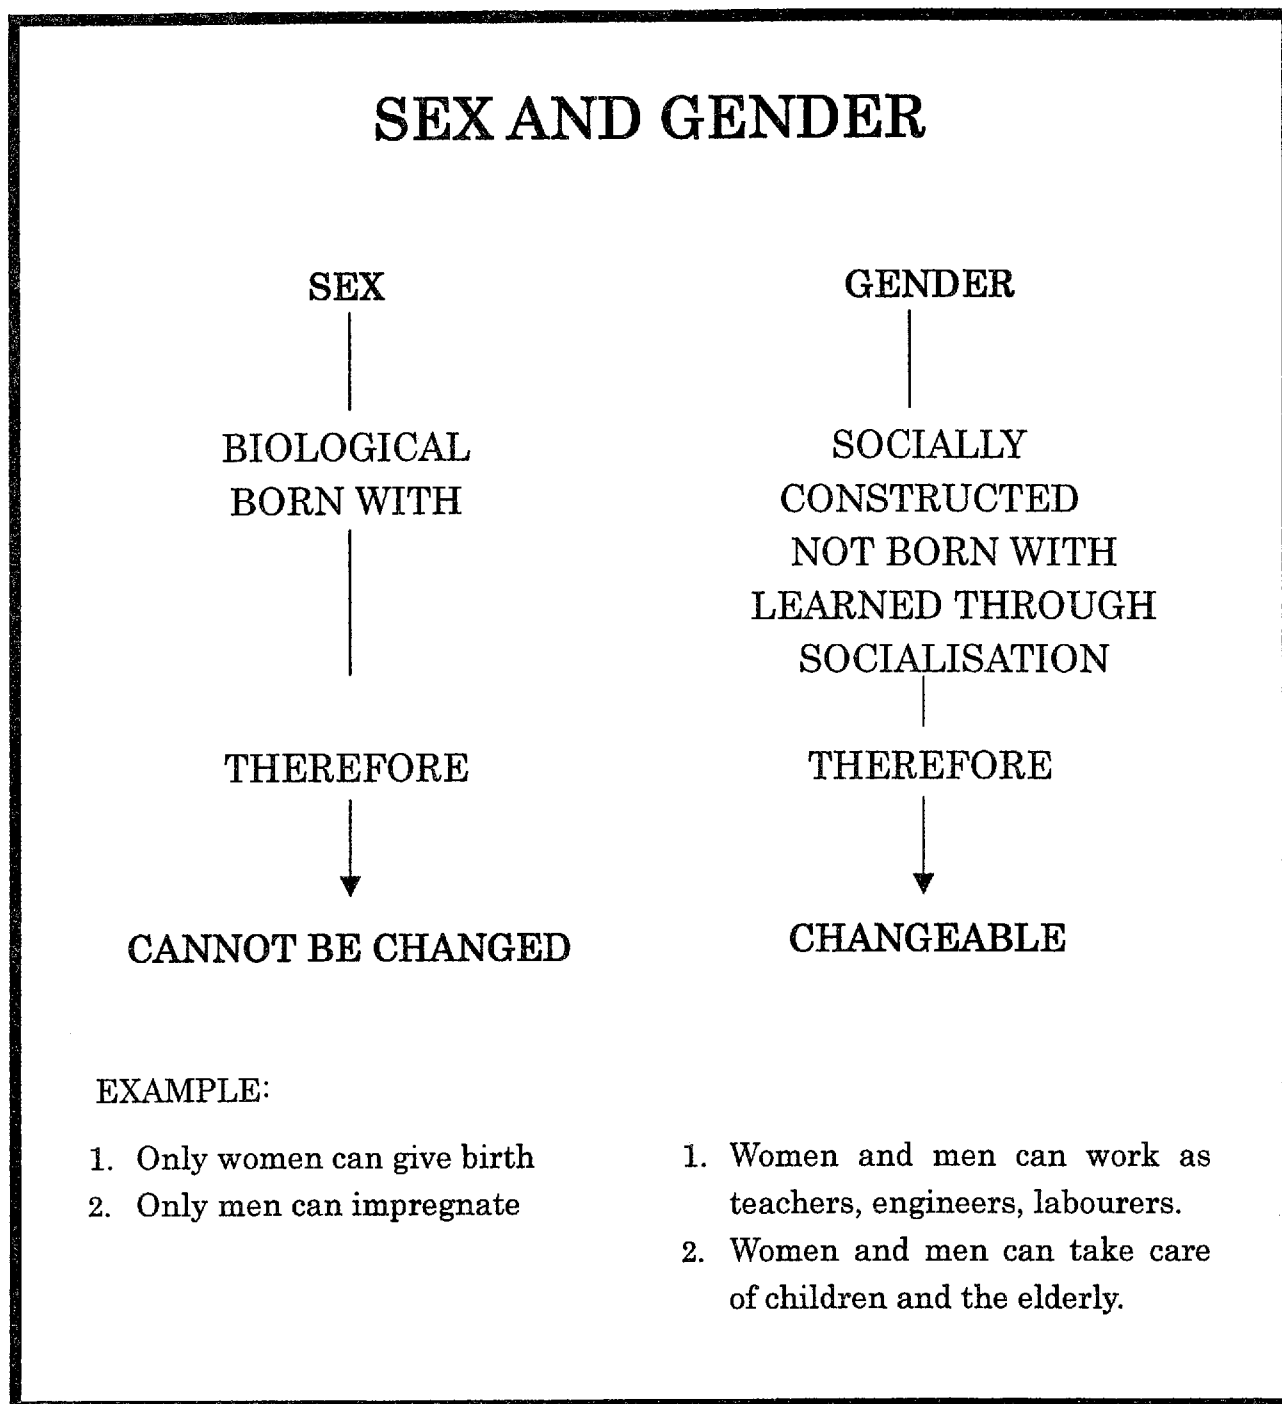 SEX AND GENDER
SEX
BIOLOGICAL
BORN WITH
THEREFORE
CANNOT BE CHANGED
GENDER
SOCIALLY
CONSTRUCTED
NOT BORN WITH
LEARNED THROUGH
SOCIALISATION
THEREFORE
CHANGEABLE
EXAMPLE:
1. Only women can give birth
2. Only men can impregnate
1. Women and men can work as
teachers, engineers, labourers.
2. Women and men can take care
of children and the elderly.